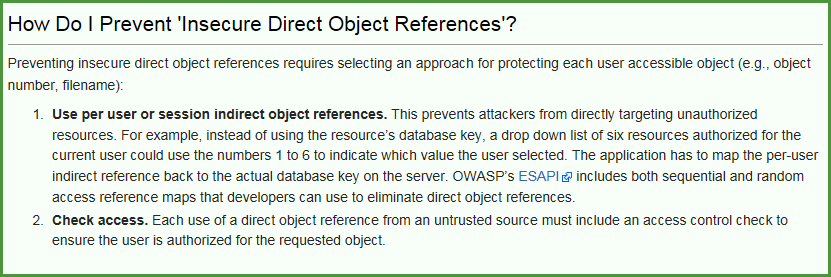 How Do I Prevent 'Insecure Direct Object References'?
Preventing insecure direct object references requires selecting an approach for protecting each user accessible object (e.g., object
number, filename):
1. Use per user or session indirect object references. This prevents attackers from directly targeting unauthorized
resources. For example, instead of using the resource's database key, a drop down list of six resources authorized for the
current user could use the numbers 1 to 6 to indicate which value the user selected. The application has to map the per-user
indirect reference back to the actual database key on the server. OWASP's ESAPI includes both sequential and random
access reference maps that developers can use to eliminate direct object references.
2. Check access. Each use of a direct object reference from an untrusted source must include an access control check to
ensure the user is authorized for the requested object.